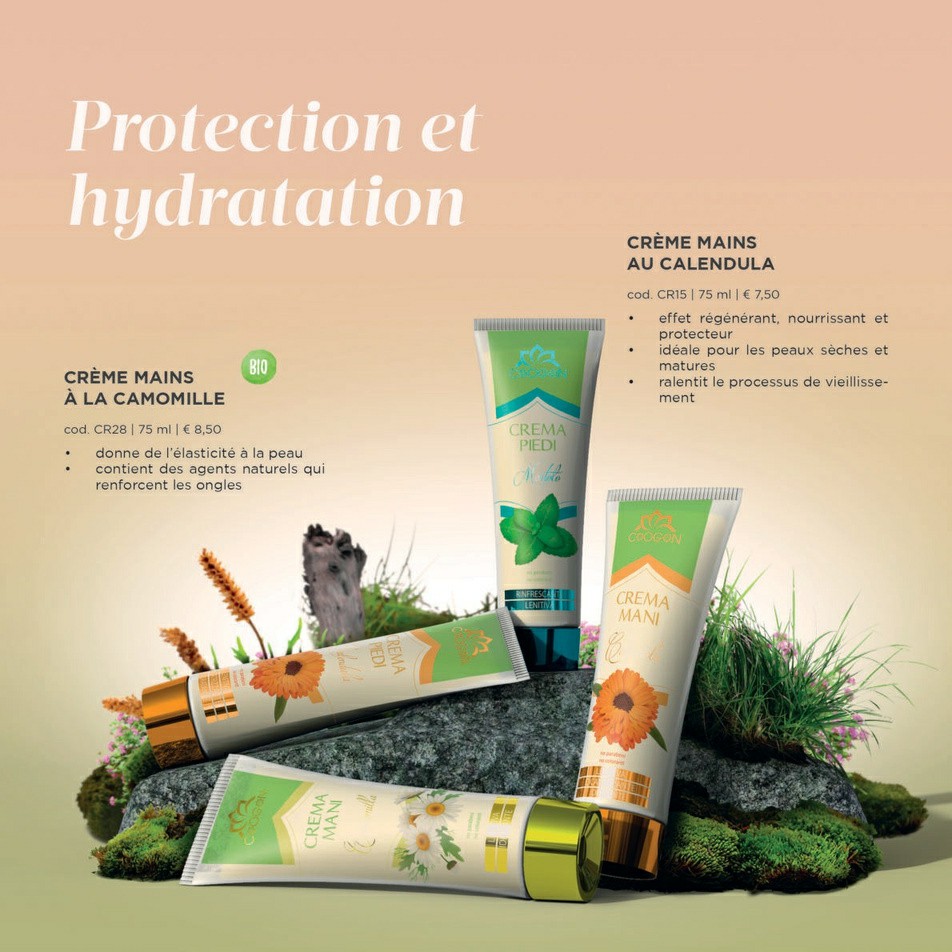 Protection et
hydratation
CRÈME MAINS
AU CALENDULA
cod. CR15 | 75 ml | € 7,50
• effet régénérant, nourrissant et
protecteur
• idéale pour les peaux sèches et
matures
• ralentit le processus de vieillisse-
ment
BIO
CRÈME MAINS
À LA CAMOMILLE
cod. CR28 | 75 ml | € 8,50
• donne de l'élasticité à la peau
• contient des agents naturels qui
renforcent les ongles
CREMA
PIEDI
RINFRESCANTE
LENITIVA
CREMA
MANI
CREMA
PIEDI
CREMA
MANI